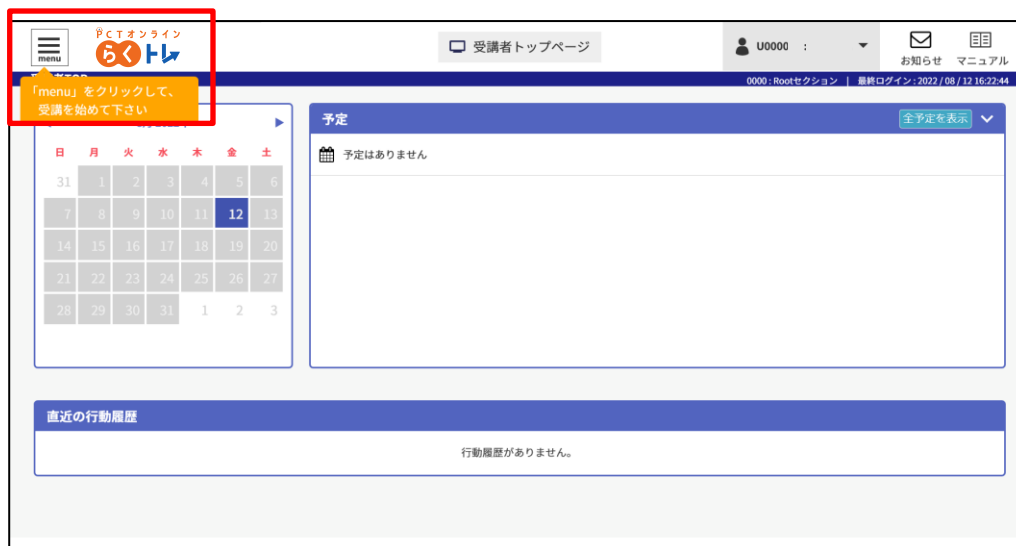 menu
PCTオンライン
らくトレ
受講者トップページ
U0000 :
お知らせ
マニュアル
0000 : Rootセクション | 最終ログイン : 2022 / 08 / 12 16:22:44
「menu」をクリックして、
受講を始めて下さい
日 月 火 水 木 金 土
31 1 2 3 4 5 6
7 8 9 10 11 12 13
14 15 16 17 18 19 20
21 22 23 24 25 26 27
28 29 30 31 1 2 3
予定
全予定を表示
予定はありません
直近の行動履歴
行動履歴がありません。